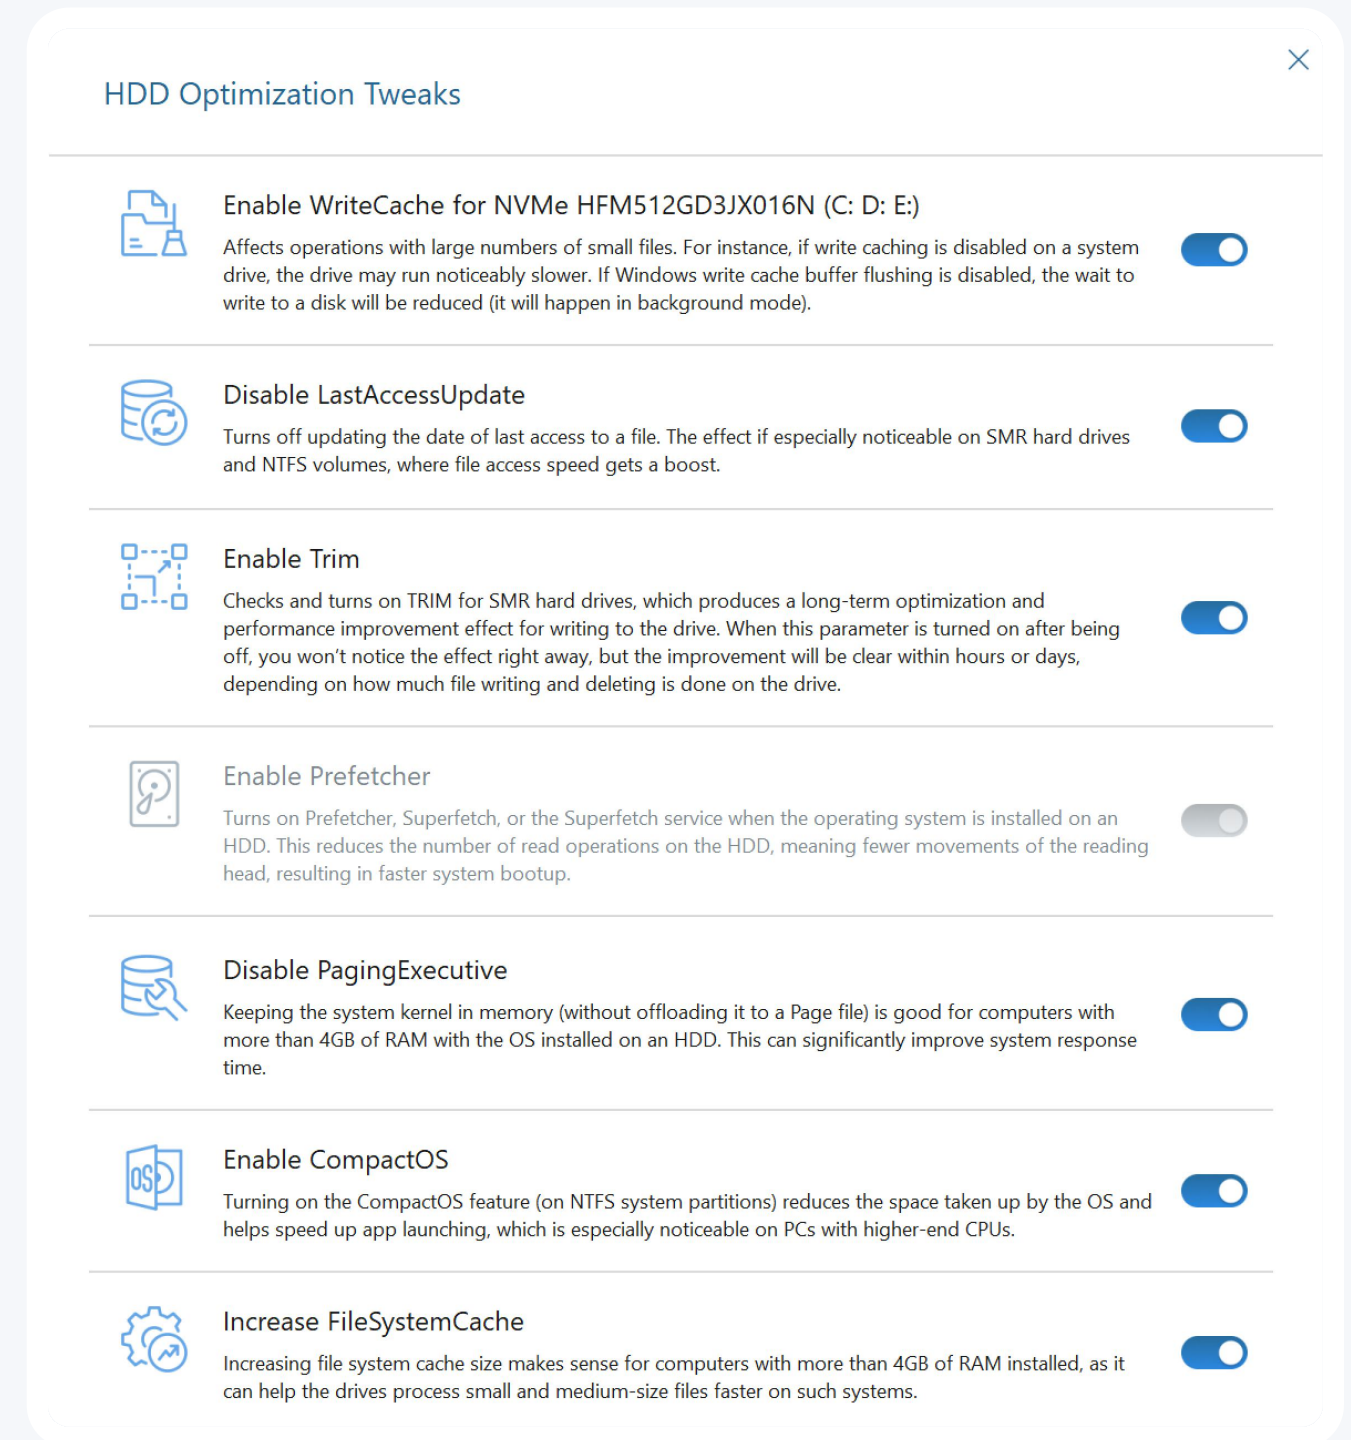 HDD Optimization Tweaks
Enable WriteCache for NVMe HFM512GD3JX016N (C: D: E:)
Affects operations with large numbers of small files. For instance, if write caching is disabled on a system
drive, the drive may run noticeably slower. If Windows write cache buffer flushing is disabled, the wait to
write to a disk will be reduced (it will happen in background mode).
Disable LastAccessUpdate
Turns off updating the date of last access to a file. The effect if especially noticeable on SMR hard drives
and NTFS volumes, where file access speed gets a boost.
Enable Trim
Checks and turns on TRIM for SMR hard drives, which produces a long-term optimization and
performance improvement effect for writing to the drive. When this parameter is turned on after being
off, you won’t notice the effect right away, but the improvement will be clear within hours or days,
depending on how much file writing and deleting is done on the drive.
Enable Prefetcher
Turns on Prefetcher, Superfetch, or the Superfetch service when the operating system is installed on an
HDD. This reduces the number of read operations on the HDD, meaning fewer movements of the reading
head, resulting in faster system bootup.
Disable PagingExecutive
Keeping the system kernel in memory (without offloading it to a Page file) is good for computers with
more than 4GB of RAM with the OS installed on an HDD. This can significantly improve system response
time.
OS
Enable CompactOS
Turning on the CompactOS feature (on NTFS system partitions) reduces the space taken up by the OS and
helps speed up app launching, which is especially noticeable on PCs with higher-end CPUs.
Increase FileSystemCache
Increasing file system cache size makes sense for computers with more than 4GB of RAM installed, as it
can help the drives process small and medium-size files faster on such systems.